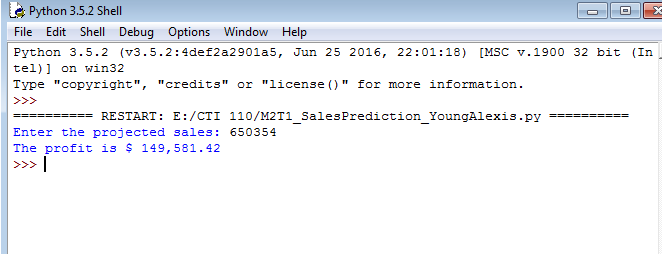 Python 3.5.2 Shell
File Edit Shell Debug Options Window Help
Python 3.5.2 (v3.5.2:4def2a2901a5, Jun 25 2016, 22:01:18) [MSC v.1900 32 bit (In
tel)] on win32
Type "copyright", "credits" or "license()" for more information.
>>>
========== RESTART: E:/CTI 110/M2T1_SalesPrediction_YoungAlexis.py ==========
Enter the projected sales: 650354
The profit is $ 149,581.42
>>>